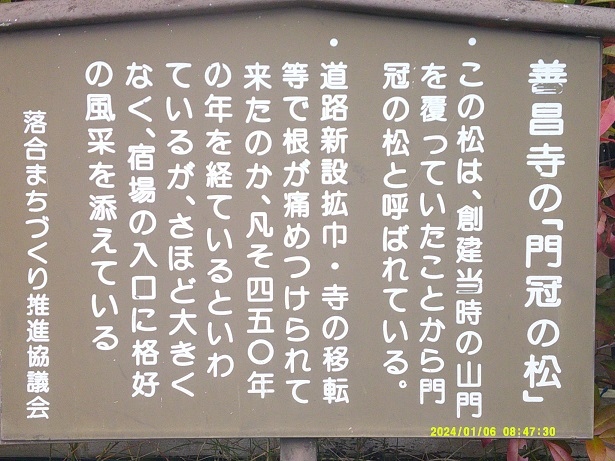 善昌寺の「門冠の松」
・この松は、創建当時の山門
を覆っていたことから門
冠の松と呼ばれている。
・道路新設拡巾・寺の移転
等で根が痛めつけられて
来たのか、凡そ四五〇年
の年を経ているといわ
ているが、さほど大きく
なく、宿場の入口に格好
の風采を添えている
落合まちづくり推進協議会
2024/01/06 08:47:30